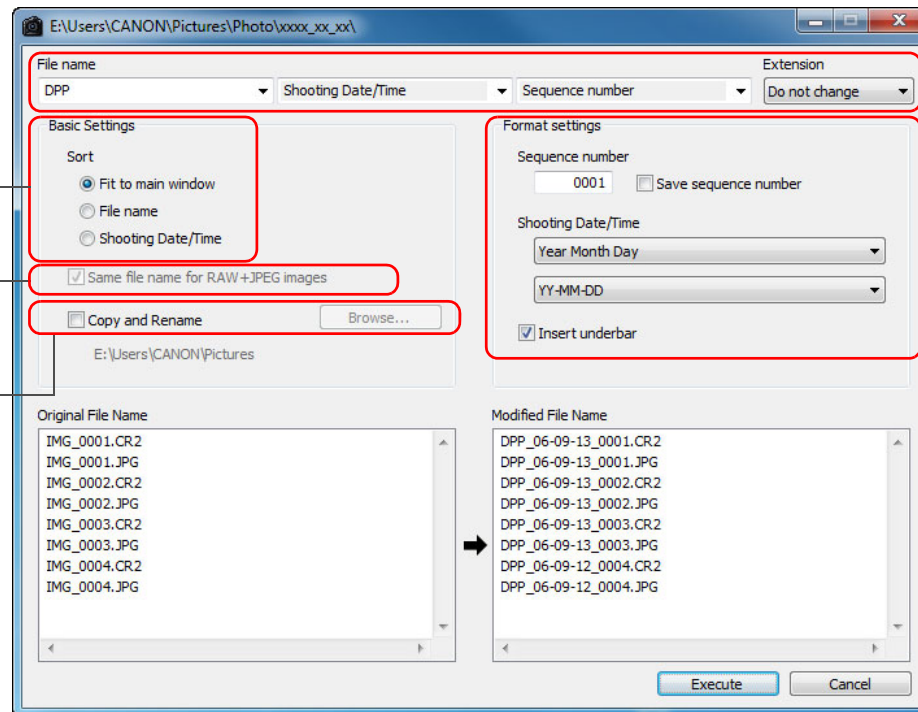 E:\Users\CANON\Pictures\Photo\xxxx_xx_xx\
File name
Extension
DPP
Shooting Date/Time
Sequence number
Do not change
Basic Settings
Sort
Fit to main window
File name
Shooting Date/Time
Same file name for RAW+JPEG images
Copy and Rename
Browse...
E:\Users\CANON\Pictures
Format settings
Sequence number
0001
Save sequence number
Shooting Date/Time
Year Month Day
YY-MM-DD
Insert underbar
Original File Name
IMG_0001.CR2
IMG_0001.JPG
IMG_0002.CR2
IMG_0002.JPG
IMG_0003.CR2
IMG_0003.JPG
IMG_0004.CR2
IMG_0004.JPG
Modified File Name
DPP_06-09-13_0001.CR2
DPP_06-09-13_0001.JPG
DPP_06-09-13_0002.CR2
DPP_06-09-13_0002.JPG
DPP_06-09-13_0003.CR2
DPP_06-09-13_0003.JPG
DPP_06-09-12_0004.CR2
DPP_06-09-12_0004.JPG
Execute
Cancel